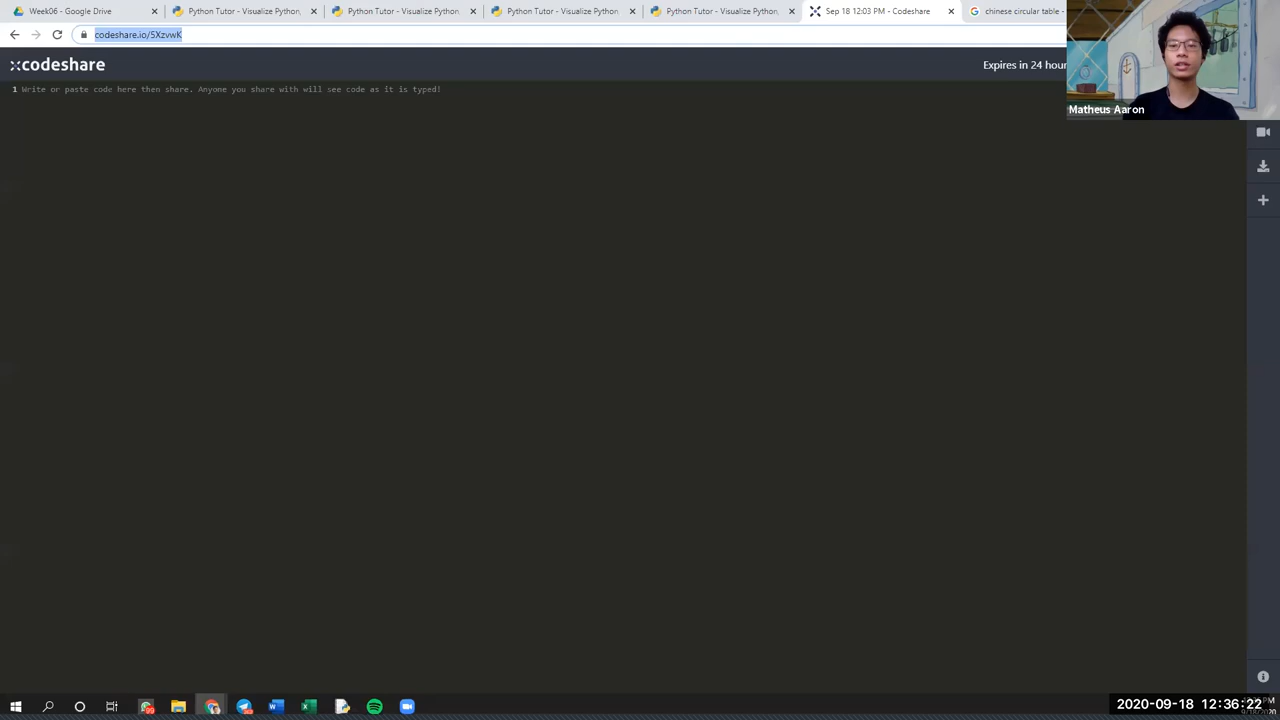 Week06 - Google Drive
Python Tutor - Visualize Python,
Python Tutor - Visualize Python,
Python Tutor - Visualize Python,
Python Tutor - Visualize Python,
Sep 18 12:03 PM - Codeshare
chinese circular table -
codeshare.io/5XzvwK
codeshare
Expires in 24 hour
Matheus Aaron
1 Write or paste code here then share. Anyone you share with will see code as it is typed!
2020-09-18 12:36:22